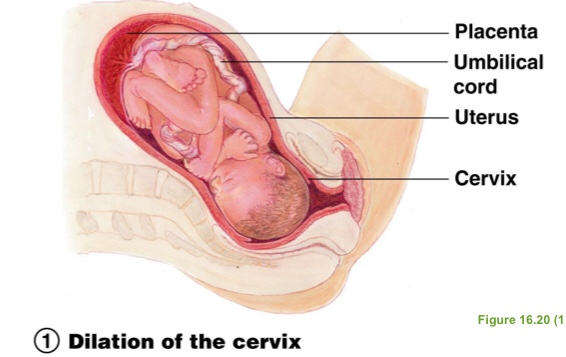 Placenta
Umbilical
cord
Uterus
Cervix
Figure 16.20 (1
① Dilation of the cervix